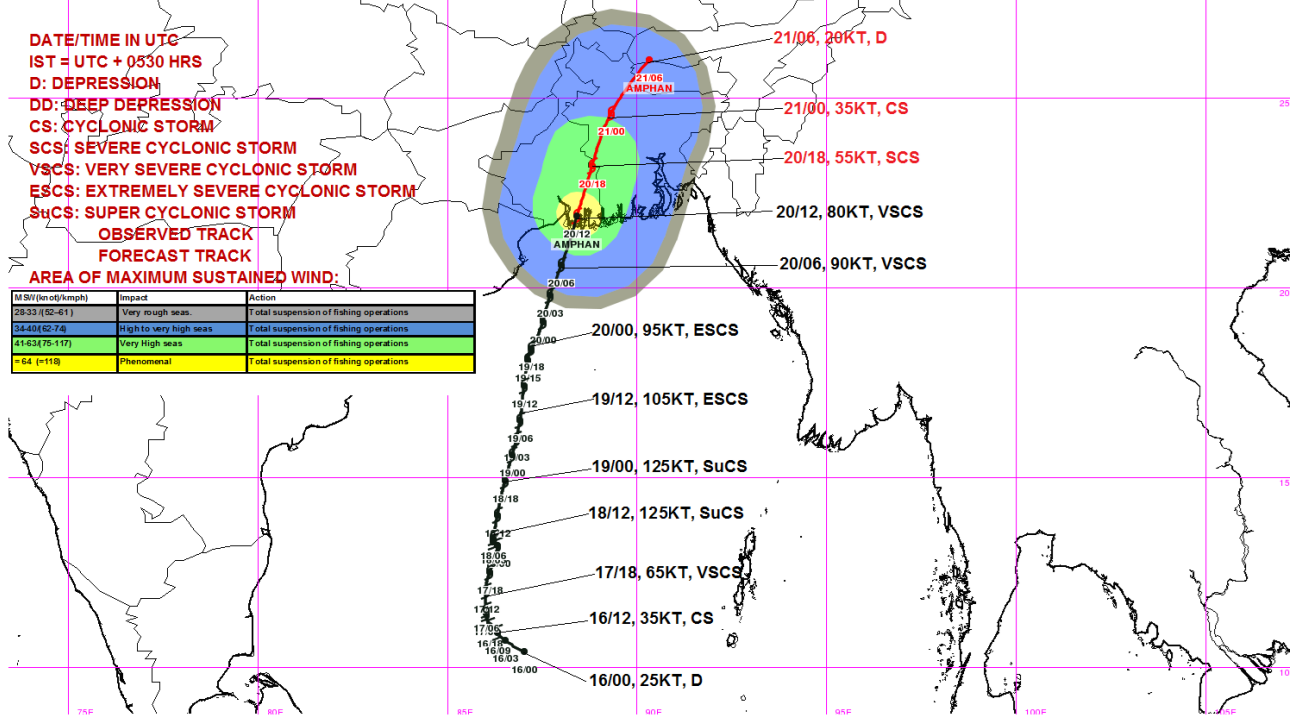 DATE/TIME IN UTC
IST = UTC + 0530 HRS
D: DEPRESSION
DD: DEEP DEPRESSION
CS: CYCLONIC STORM
SCS: SEVERE CYCLONIC STORM
VSCS: VERY SEVERE CYCLONIC STORM
ESCS: EXTREMELY SEVERE CYCLONIC STORM
SuCS: SUPER CYCLONIC STORM
OBSERVED TRACK
FORECAST TRACK
AREA OF MAXIMUM SUSTAINED WIND:
MSW(knot)/kmph) Impact Action
28-33 /(52–61 ) Very rough seas. Total suspension of fishing operations
34-40/(62-74) High to very high seas Total suspension of fishing operations
41-63/(75-117) Very High seas Total suspension of fishing operations
= 64 (=118) Phenomenal Total suspension of fishing operations
21/06, 20KT, D
21/00, 35KT, CS
20/18, 55KT, SCS
20/12, 80KT, VSCS
20/06, 90KT, VSCS
20/00, 95KT, ESCS
19/12, 105KT, ESCS
19/00, 125KT, SuCS
18/12, 125KT, SuCS
17/18, 65KT, VSCS
16/12, 35KT, CS
16/00, 25KT, D
21/06
AMPHAN
21/00
20/18
20/12
AMPHAN
20/06
20/03
20/00
19/18
19/15
19/12
19/06
19/03
19/00
18/18
18/06
17/18
17/12
17/06
16/18
16/09
16/03
16/00
20
15
10
75E
80E
85E
90E
95E
100E
105E